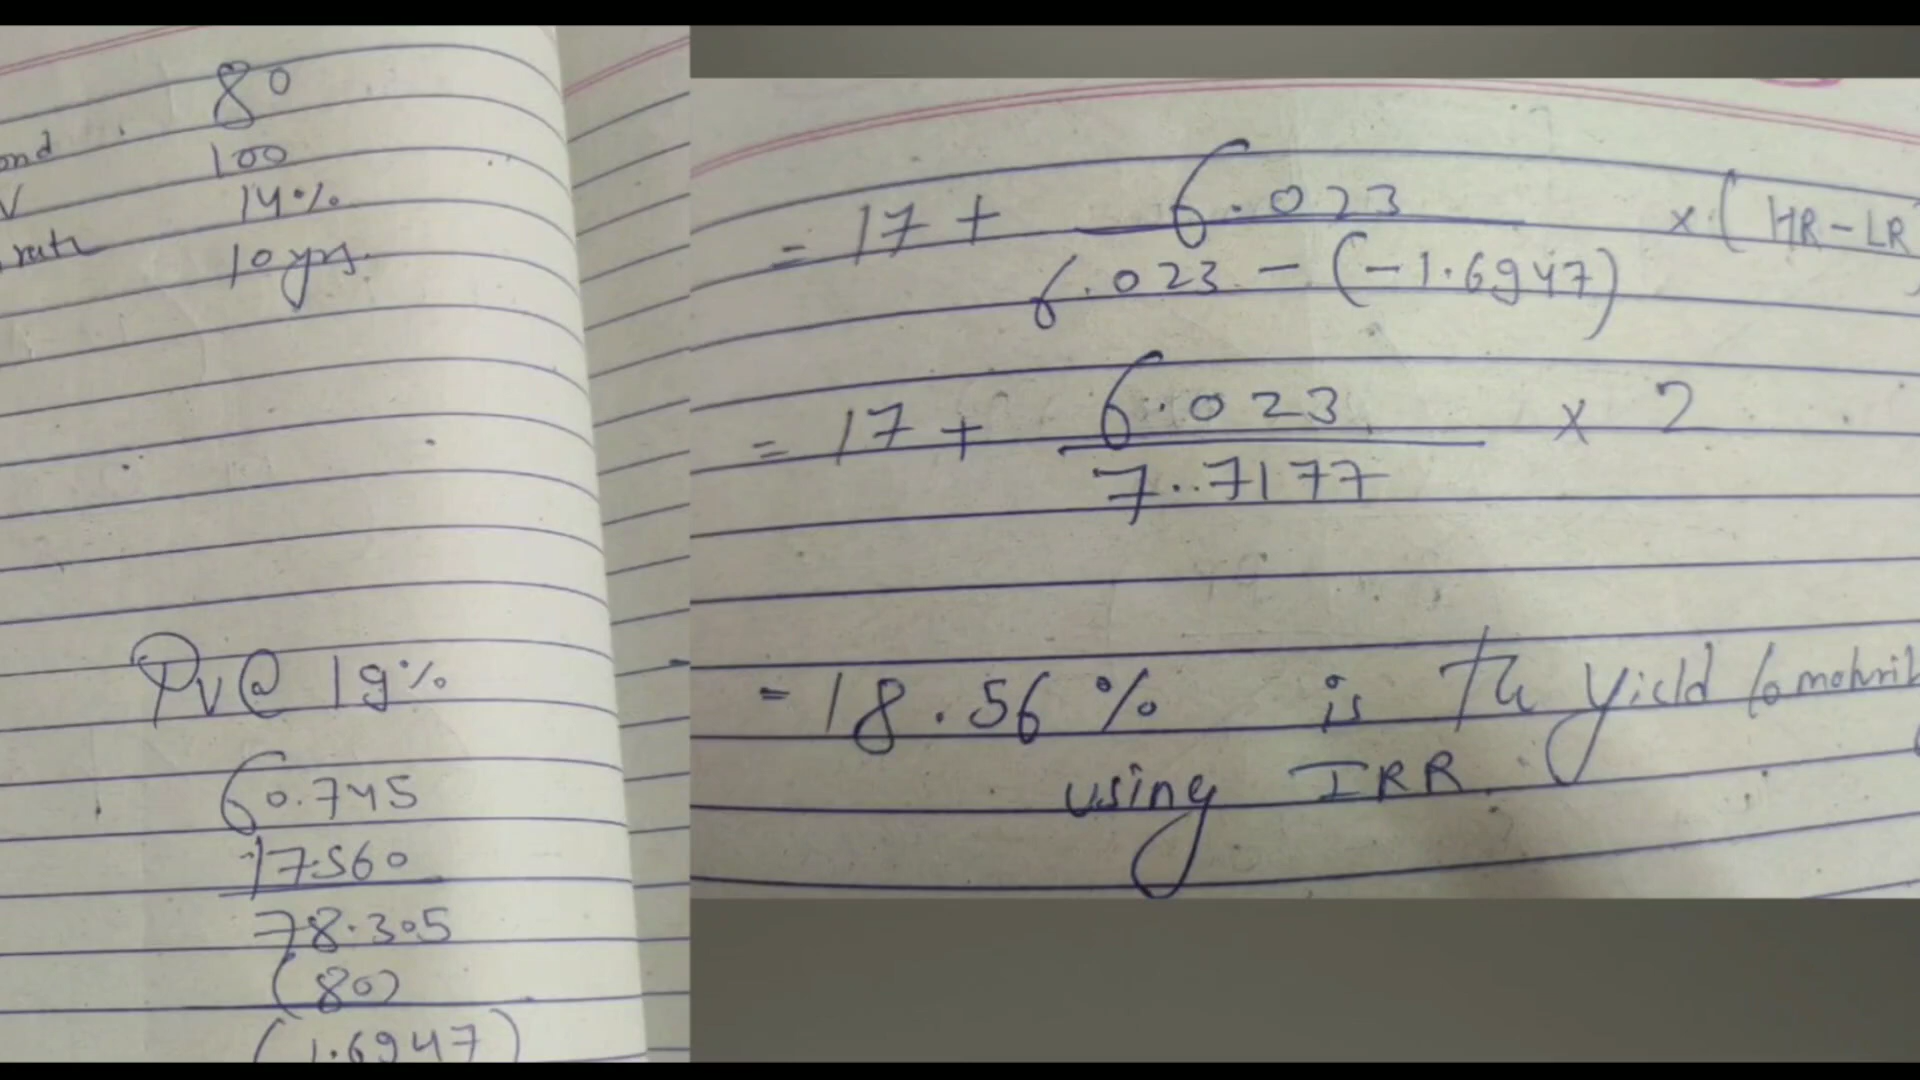 80
ond
100
V
14%
rate
10 yrs.
PV@ 19%
60.745
17.560
78.305
(80)
(1.6947)
= 17 + 6.023 × (HR-LR
6.023 - (-1.6947)
= 17 + 6.023 × 2
7..7177
= 18.56 % is the yield to
using IRR.